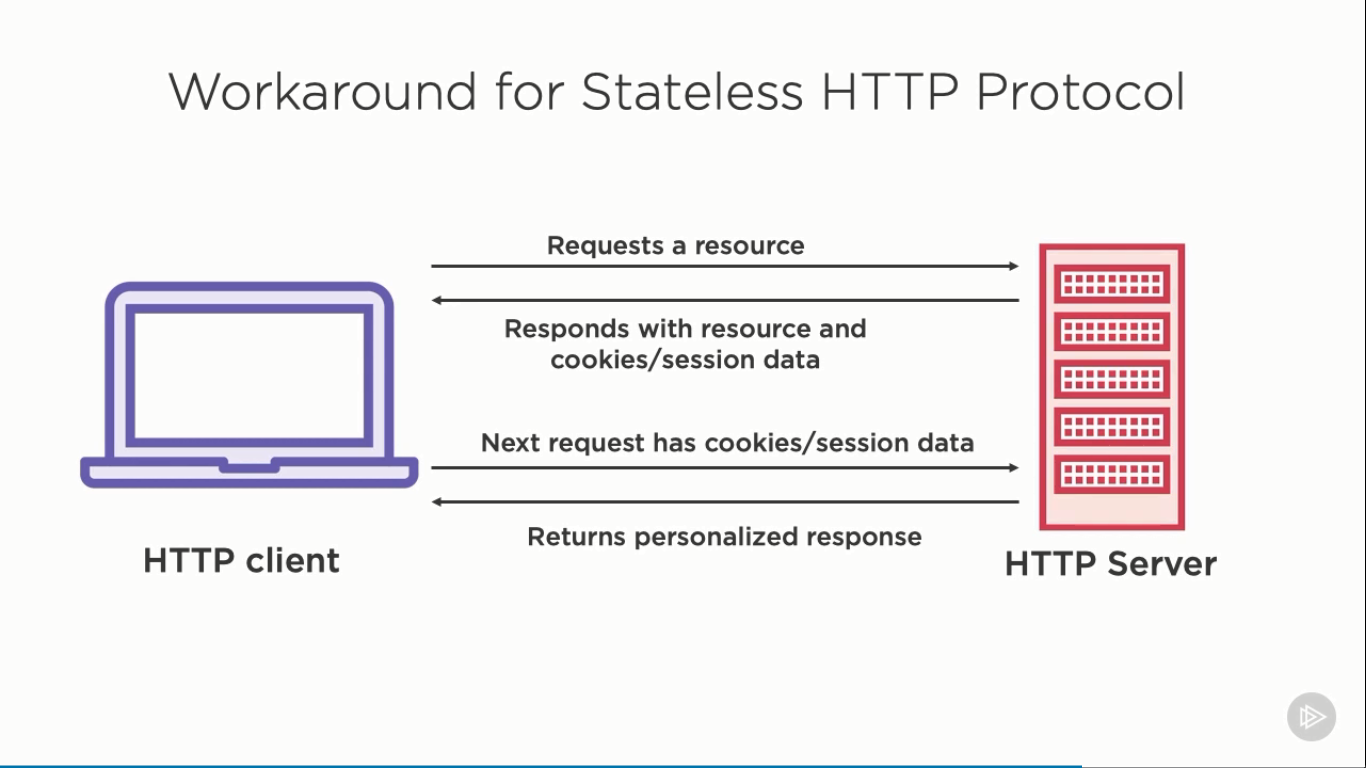 Workaround for Stateless HTTP Protocol
Requests a resource
Responds with resource and
cookies/session data
Next request has cookies/session data
Returns personalized response
HTTP client
HTTP Server